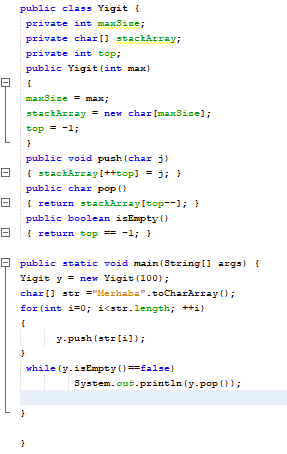 public class Yigit {
private int maxSize;
private char[] stackArray;
private int top;
public Yigit(int max)
{
maxSize = max;
stackArray = new char[maxSize];
top = -1;
}
public void push(char j)
{ stackArray[++top] = j; }
public char pop()
{ return stackArray[top--]; }
public boolean isEmpty()
{ return top == -1; }
public static void main(String[] args) {
Yigit y = new Yigit(100);
char[] str ="Merhaba".toCharArray();
for(int i=0; i<str.length; ++i)
{
y.push(str[i]);
}
while(y.isEmpty()==false)
System.out.println(y.pop());
}
}